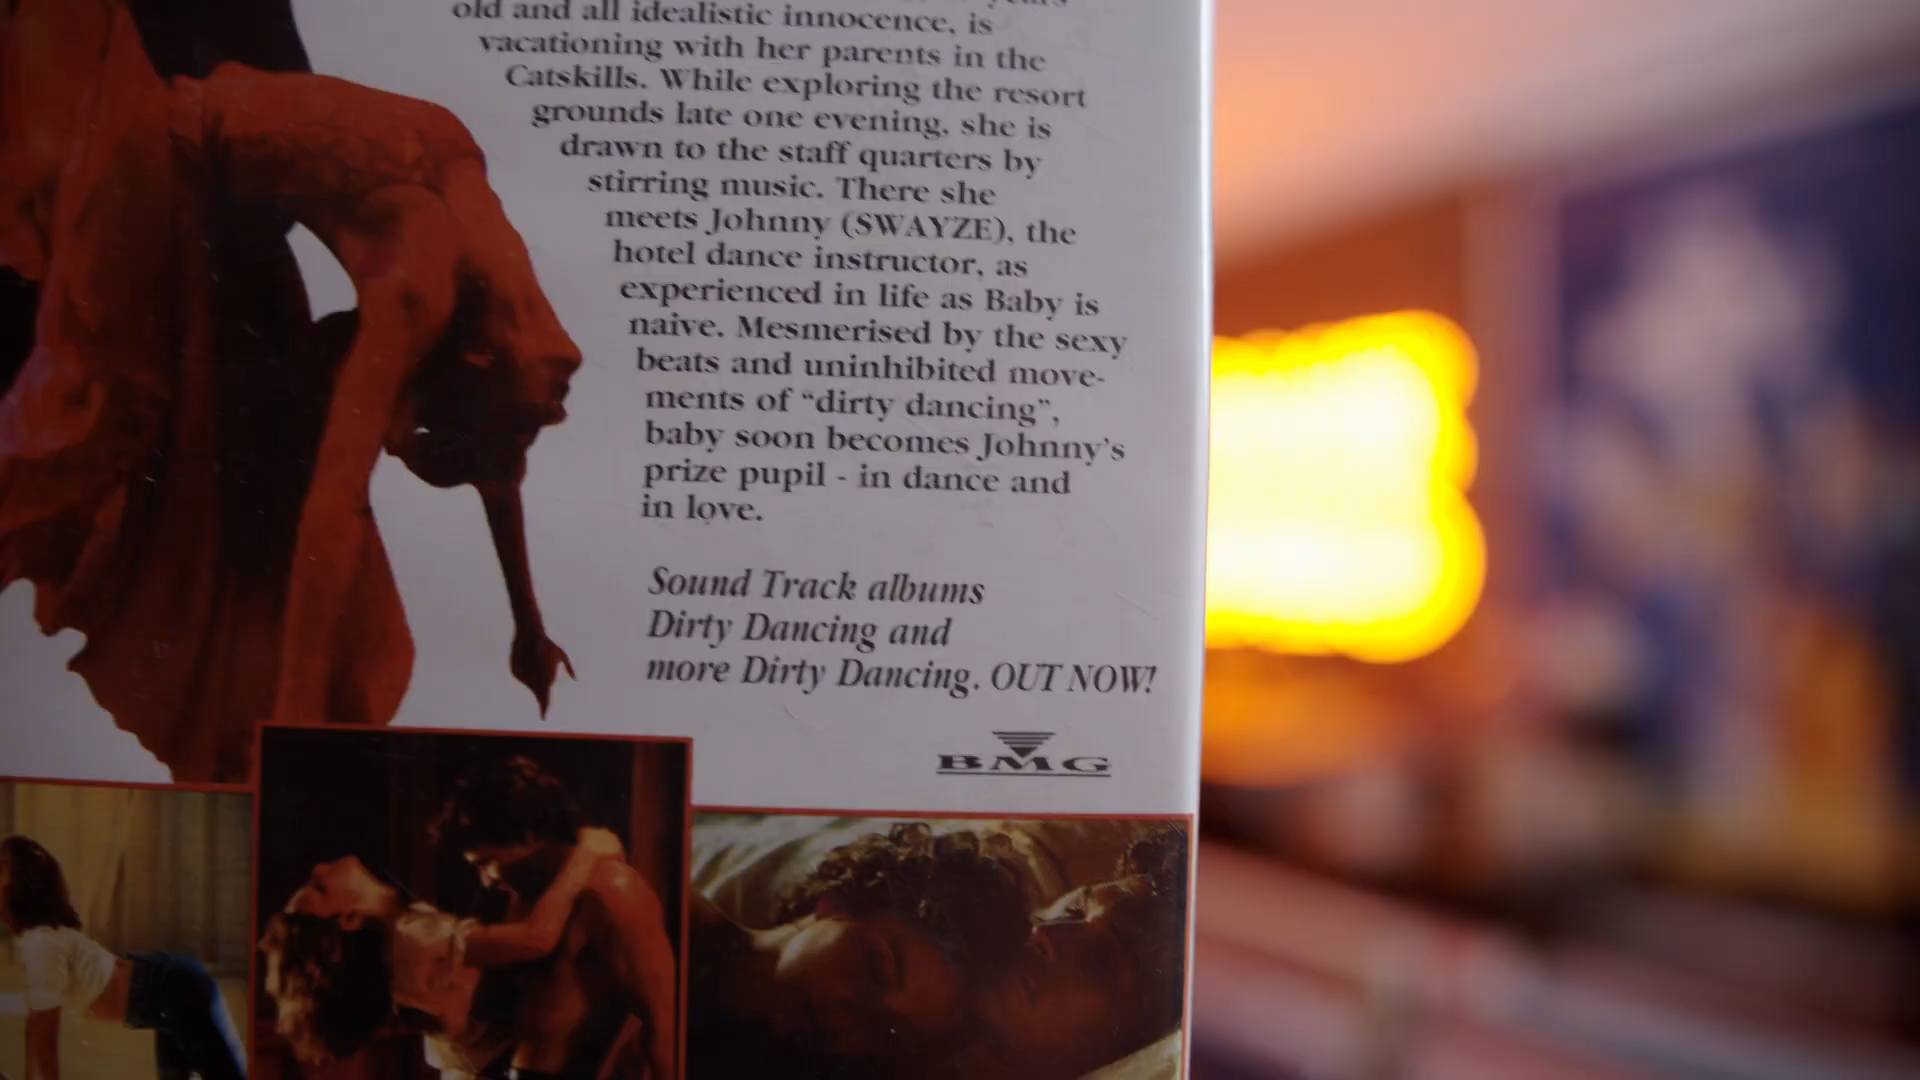 years
old and all idealistic innocence, is
vacationing with her parents in the
Catskills. While exploring the resort
grounds late one evening, she is
drawn to the staff quarters by
stirring music. There she
meets Johnny (SWAYZE), the
hotel dance instructor, as
experienced in life as Baby is
naive. Mesmerised by the sexy
beats and uninhibited move-
ments of “dirty dancing”,
baby soon becomes Johnny’s
prize pupil - in dance and
in love.
Sound Track albums
Dirty Dancing and
more Dirty Dancing. OUT NOW!
BMG